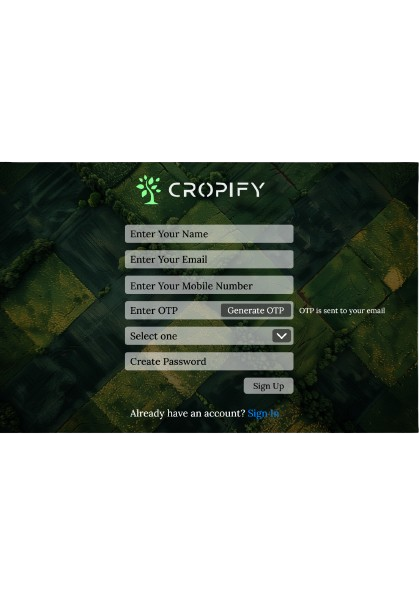 CROPIFY
Enter Your Name
Enter Your Email
Enter Your Mobile Number
Enter OTP Generate OTP OTP is sent to your email
Select one
Create Password
Sign Up
Already have an account? Sign In